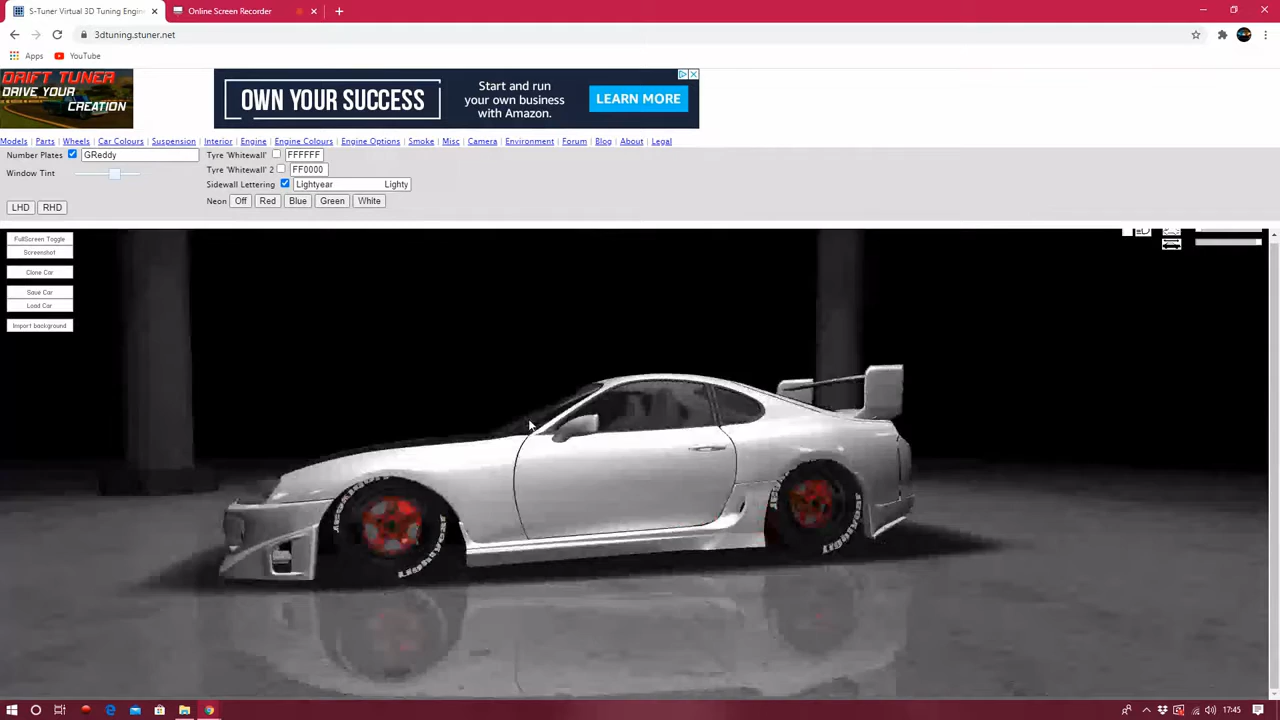 S-Tuner Virtual 3D Tuning Engin
Online Screen Recorder
3dtuning.stuner.net
Apps
YouTube
DRIFT TUNER
DRIVE YOUR
CREATION
OWN YOUR SUCCESS
Start and run
your own business
with Amazon.
LEARN MORE
Models | Parts | Wheels | Car Colours | Suspension | Interior | Engine | Engine Colours | Engine Options | Smoke | Misc | Camera | Environment | Forum | Blog | About | Legal
Number Plates GReddy
Window Tint
LHD RHD
Tyre 'Whitewall' FFFFFF
Tyre 'Whitewall' 2 FF0000
Sidewall Lettering Lightyear Lighty
Neon Off Red Blue Green White
FullScreen Toggle
Screenshot
Clone Car
Save Car
Load Car
Import background
17:45